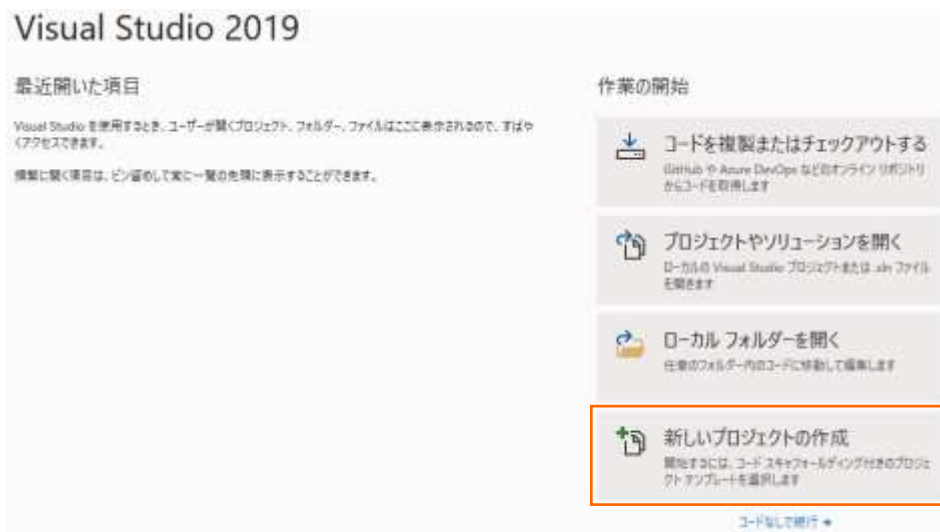 Visual Studio 2019
最近開いた項目
Visual Studio を使用するとき、ユーザーが開くプロジェクト、フォルダー、ファイルはここに表示されるので、すばや
くアクセスできます。
頻繁に開く項目は、ピン留めして常に一覧の先頭に表示することができます。
作業の開始
コードを複製またはチェックアウトする
GitHub や Azure DevOps などのオンライン リポジトリ
からコードを取得します
プロジェクトやソリューションを開く
ローカルの Visual Studio プロジェクトまたは .sln ファイル
を開きます
ローカル フォルダーを開く
任意のフォルダー内のコードに移動して編集します
新しいプロジェクトの作成
開始するには、コード スキャフォールディング付きのプロジェ
クト テンプレートを選択します
コードなしで続行 →